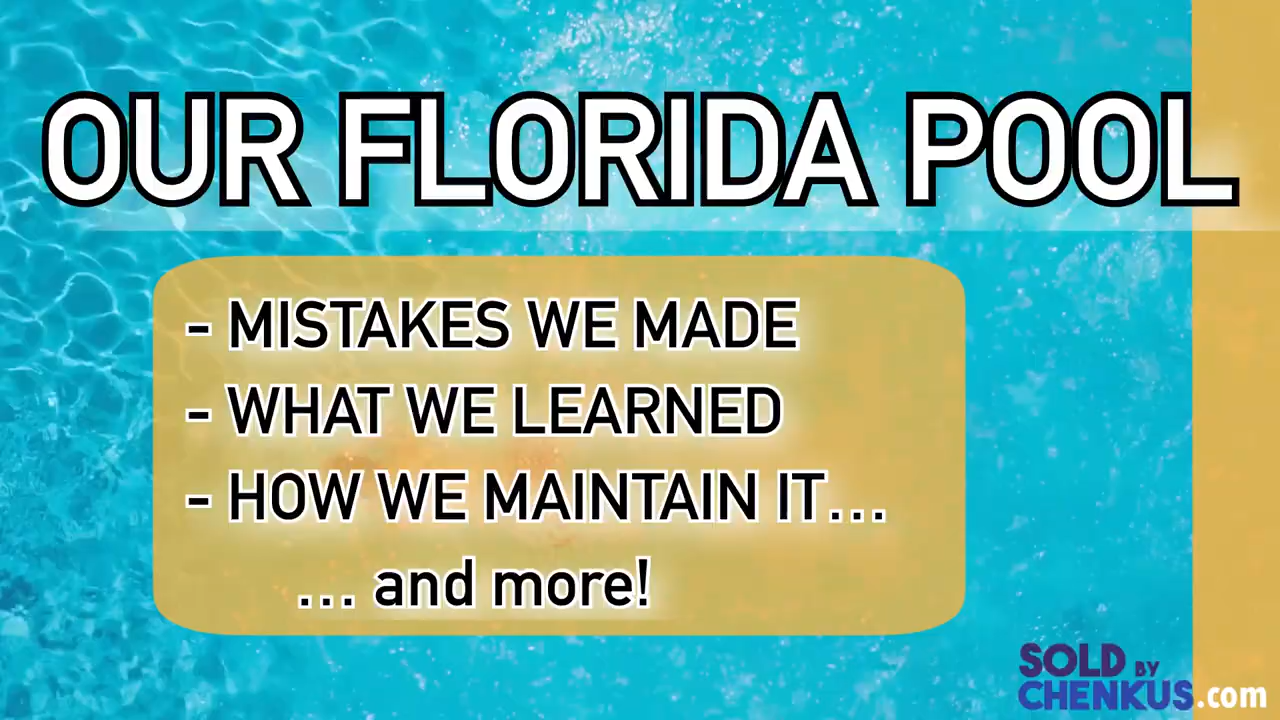 OUR FLORIDA POOL
- MISTAKES WE MADE
- WHAT WE LEARNED
- HOW WE MAINTAIN IT...
... and more!
SOLD BY
CHENKUS.com